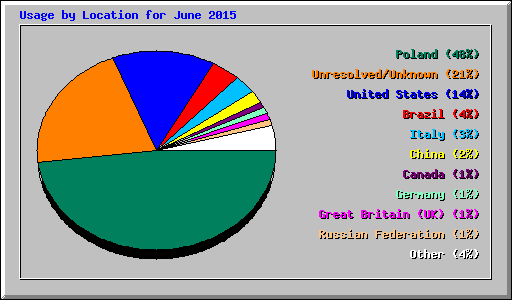 Usage by Location for June 2015
Poland (48%)
Unresolved/Unknown (21%)
United States (14%)
Brazil (4%)
Italy (3%)
China (2%)
Canada (1%)
Germany (1%)
Great Britain (UK) (1%)
Russian Federation (1%)
Other (4%)